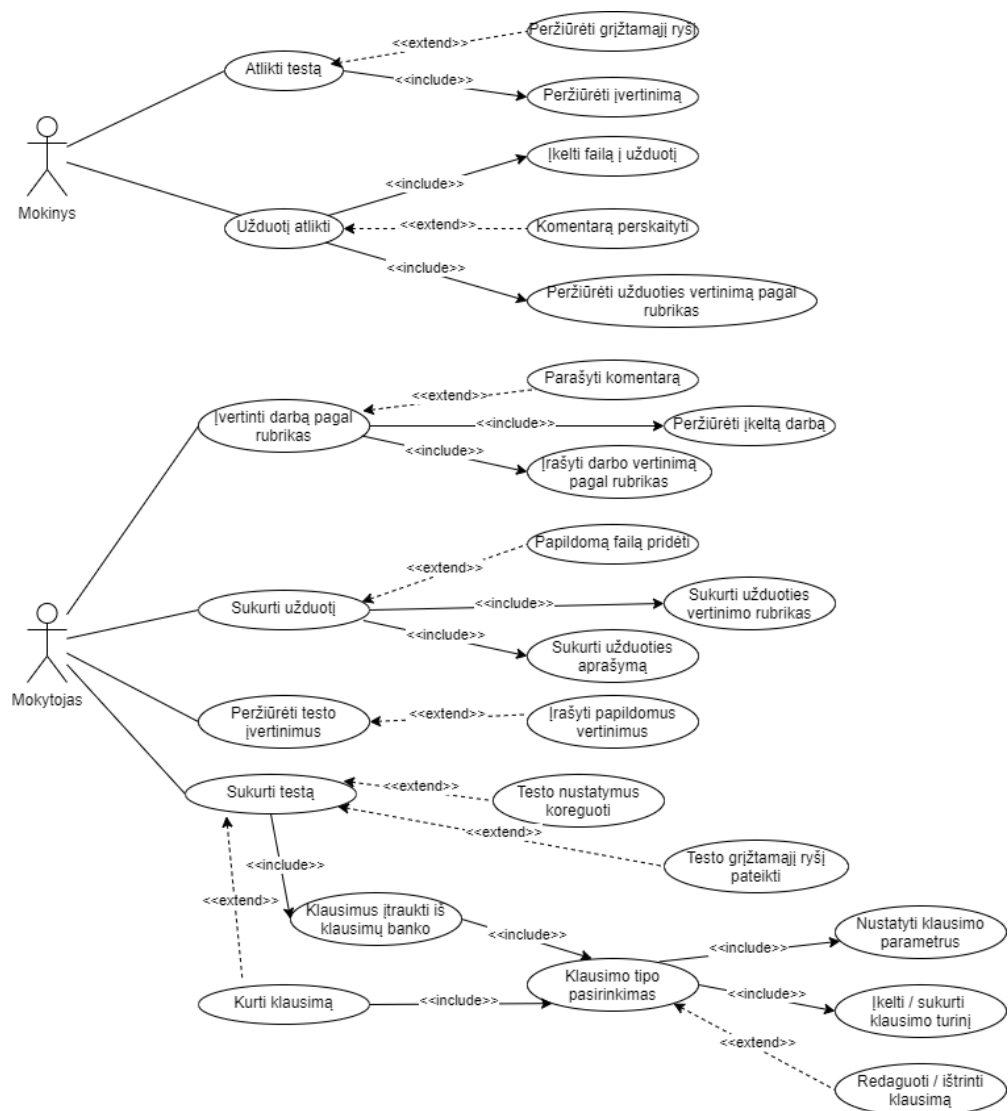 Peržiūrėti grįžtamąjį ryšį
<<extend>>
Atlikti testą
<<include>>
Peržiūrėti įvertinimą
Mokinys
Įkelti failą į užduotį
<<include>>
Užduotį atlikti
<<extend>>
Komentarą perskaityti
<<include>>
Peržiūrėti užduoties vertinimą pagal
rubrikas
Parašyti komentarą
<<extend>>
Įvertinti darbą pagal
rubrikas
<<include>>
Peržiūrėti įkeltą darbą
<<include>>
Įrašyti darbo vertinimą
pagal rubrikas
Papildomą failą pridėti
<<extend>>
Sukurti užduotį
<<include>>
Sukurti užduoties
vertinimo rubrikas
<<include>>
Sukurti užduoties
aprašymą
Mokytojas
Peržiūrėti testo
įvertinimus
<<extend>>
Įrašyti papildomus
vertinimus
Sukurti testą
<<extend>>
Testo nustatymus
koreguoti
<<extend>>
Testo grįžtamąjį ryšį
pateikti
<<include>>
<<extend>>
Klausimus įtraukti iš
klausimų banko
<<include>>
Nustatyti klausimo
parametrus
<<include>>
Klausimo tipo
pasirinkimas
Kurti klausimą
<<include>>
<<include>>
Įkelti / sukurti
klausimo turinį
<<extend>>
Redaguoti / ištrinti
klausimą